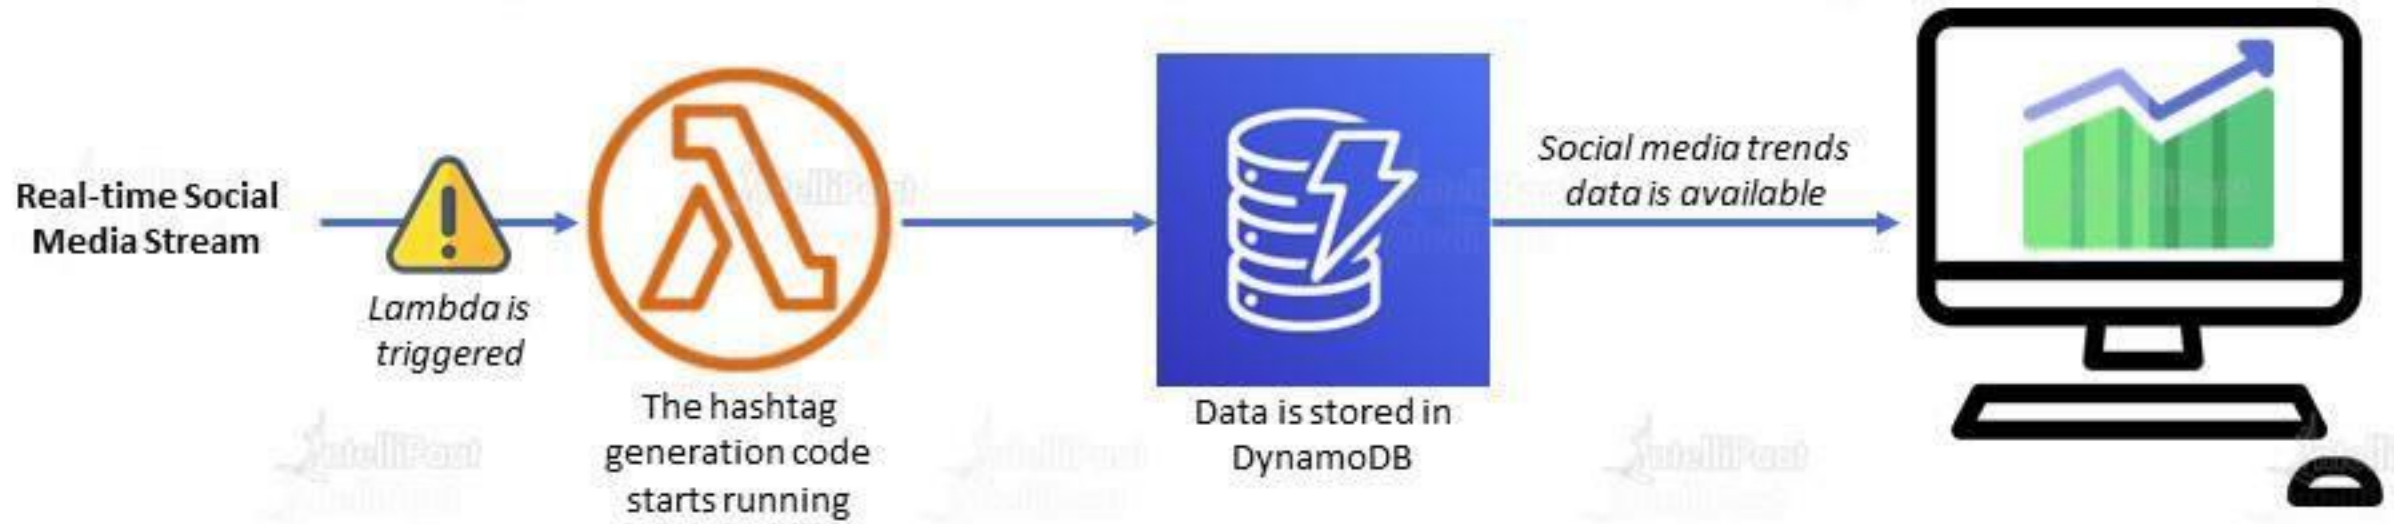 Real-time Social
Media Stream
Lambda is
triggered
The hashtag
generation code
starts running
Data is stored in
DynamoDB
Social media trends
data is available